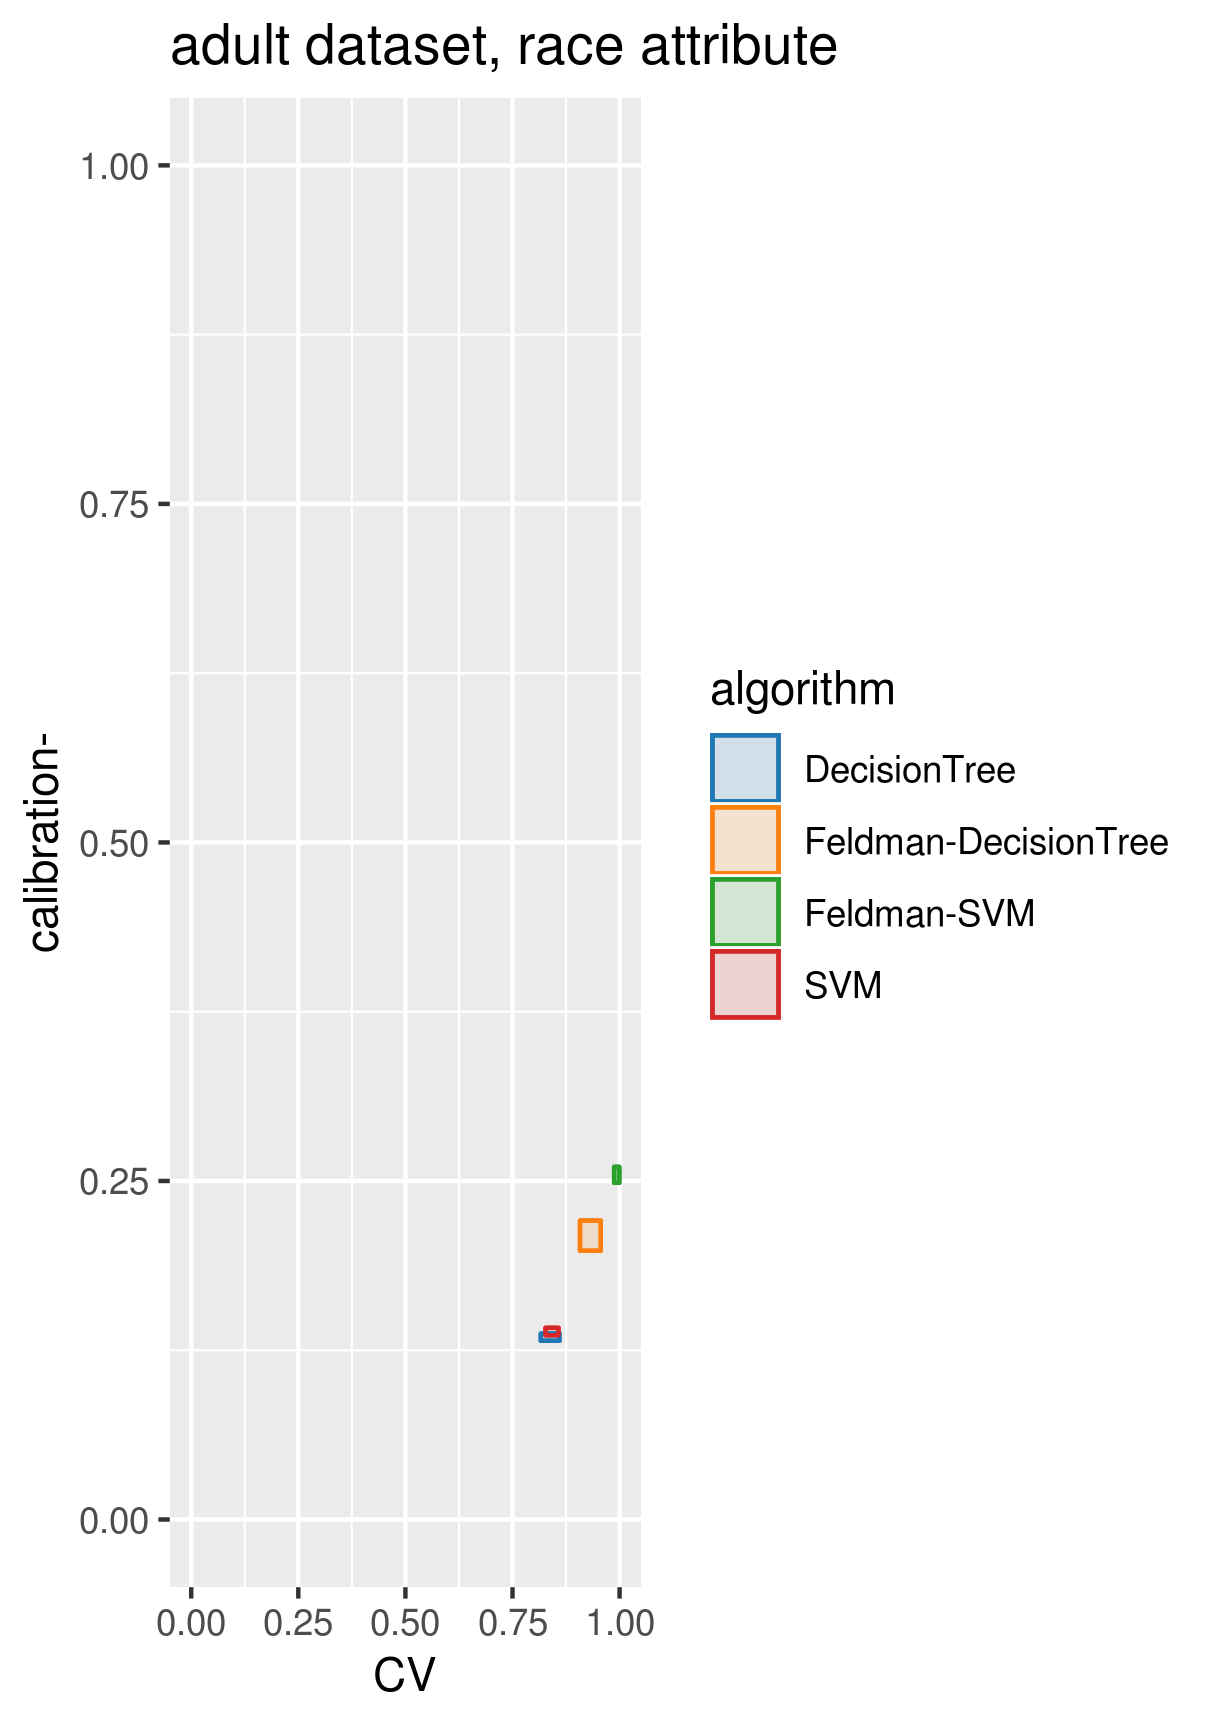 adult dataset, race attribute
1.00
0.75
0.50
0.25
0.00
calibration-
0.00 0.25 0.50 0.75 1.00
CV
algorithm
DecisionTree
Feldman-DecisionTree
Feldman-SVM
SVM